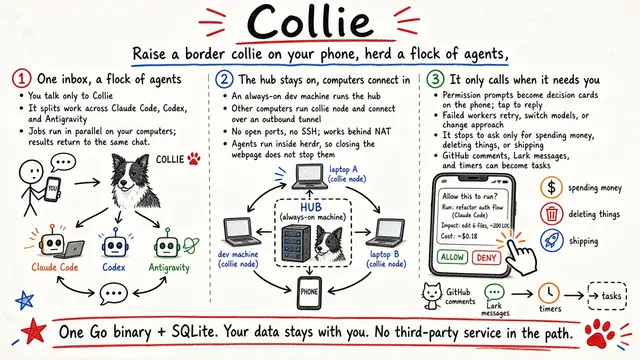 Collie
Raise a border collie on your phone, herd a flock of agents,
1 One inbox, a flock of agents
• You talk only to Collie
• It splits work across Claude Code, Codex,
and Antigravity
• Jobs run in parallel on your computers;
results return to the same chat.
YOU
COLLIE
Claude Code
Codex
Antigravity
2 The hub stays on, computers connect in
• An always-on dev machine runs the hub
• Other computers run collie node and connect
over an outbound tunnel
• No open ports, no SSH; works behind NAT
• Agents run inside herdr, so closing the
webpage does not stop them
laptop A
(collie node)
HUB
(always-on machine)
dev machine
(collie node)
laptop B
(collie node)
PHONE
3 It only calls when it needs you
• Permission prompts become decision cards
on the phone; tap to reply
• Failed workers retry, switch models, or
change approach
• It stops to ask only for spending money,
deleting things, or shipping
• GitHub comments, Lark messages,
and timers can become tasks
Allow this to run?
Run: refactor auth flow
(Claude Code)
Impact: edit 6 files, ~200 LOC
Cost: ~$0.18
ALLOW
DENY
$ spending money
deleting things
shipping
GitHub
comments
Lark
messages
timers
tasks
One Go binary + SQLite. Your data stays with you. No third-party service in the path.